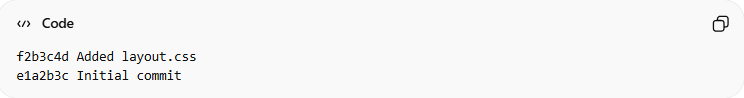 Code
f2b3c4d Added layout.css
e1a2b3c Initial commit